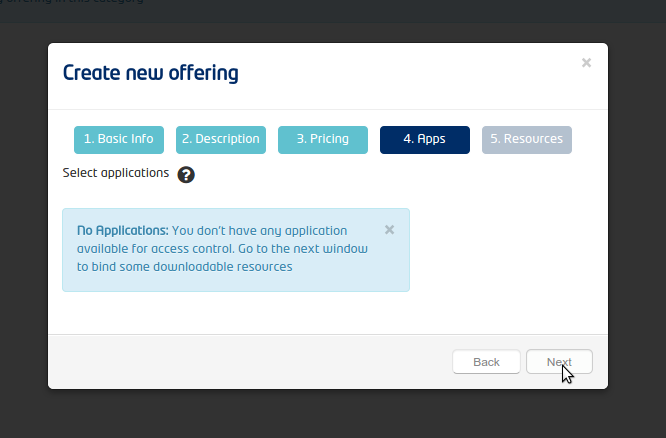 offering in this category
Create new offering
×
1. Basic Info
2. Description
3. Pricing
4. Apps
5. Resources
Select applications ?
No Applications: You don't have any application
×
available for access control. Go to the next window
to bind some downloadable resources
Back
Next